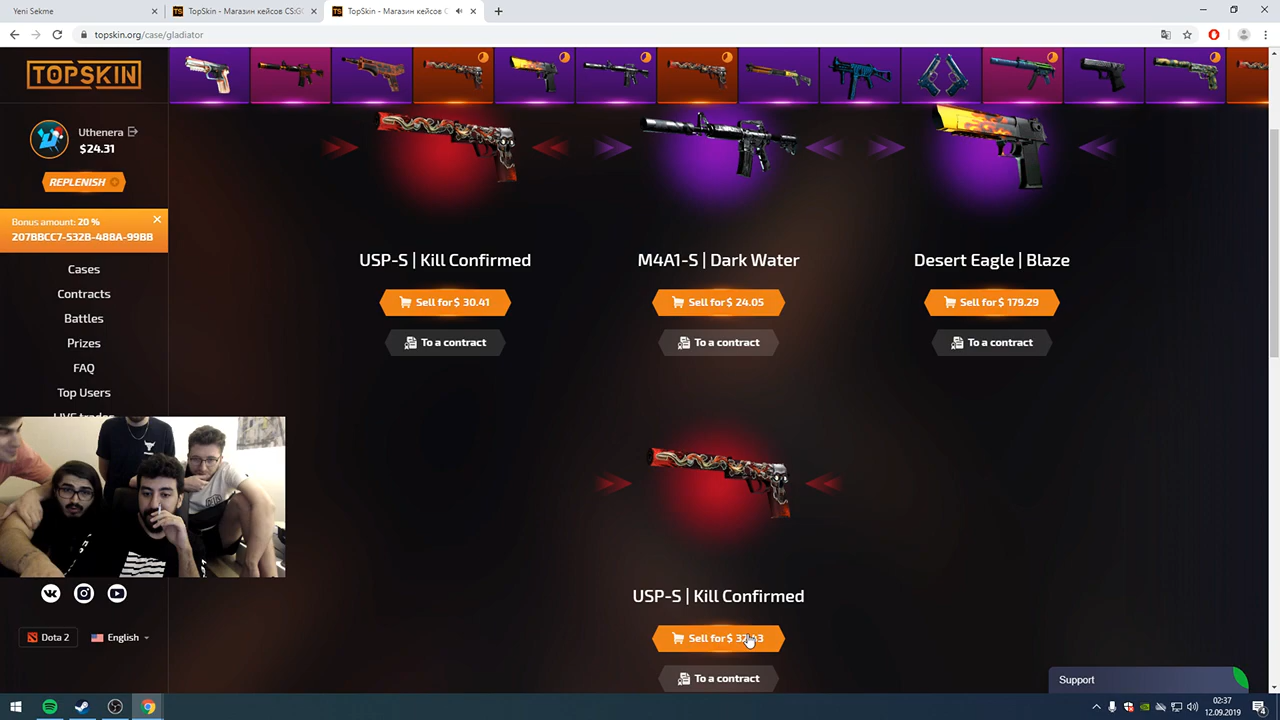 Yeni Sekme
TopSkin - Магазин кейсов CS:GO
TopSkin - Магазин кейсов C
topskin.org/case/gladiator
TOPSKIN
Uthenera
$24.31
REPLENISH
Bonus amount: 20 %
207BBCC7-532B-488A-99BB
Cases
Contracts
Battles
Prizes
FAQ
Top Users
Dota 2
English
USP-S | Kill Confirmed
Sell for $ 30.41
To a contract
M4A1-S | Dark Water
Sell for $ 24.05
To a contract
Desert Eagle | Blaze
Sell for $ 179.29
To a contract
USP-S | Kill Confirmed
Sell for $
To a contract
Support
02:37
12.09.2019